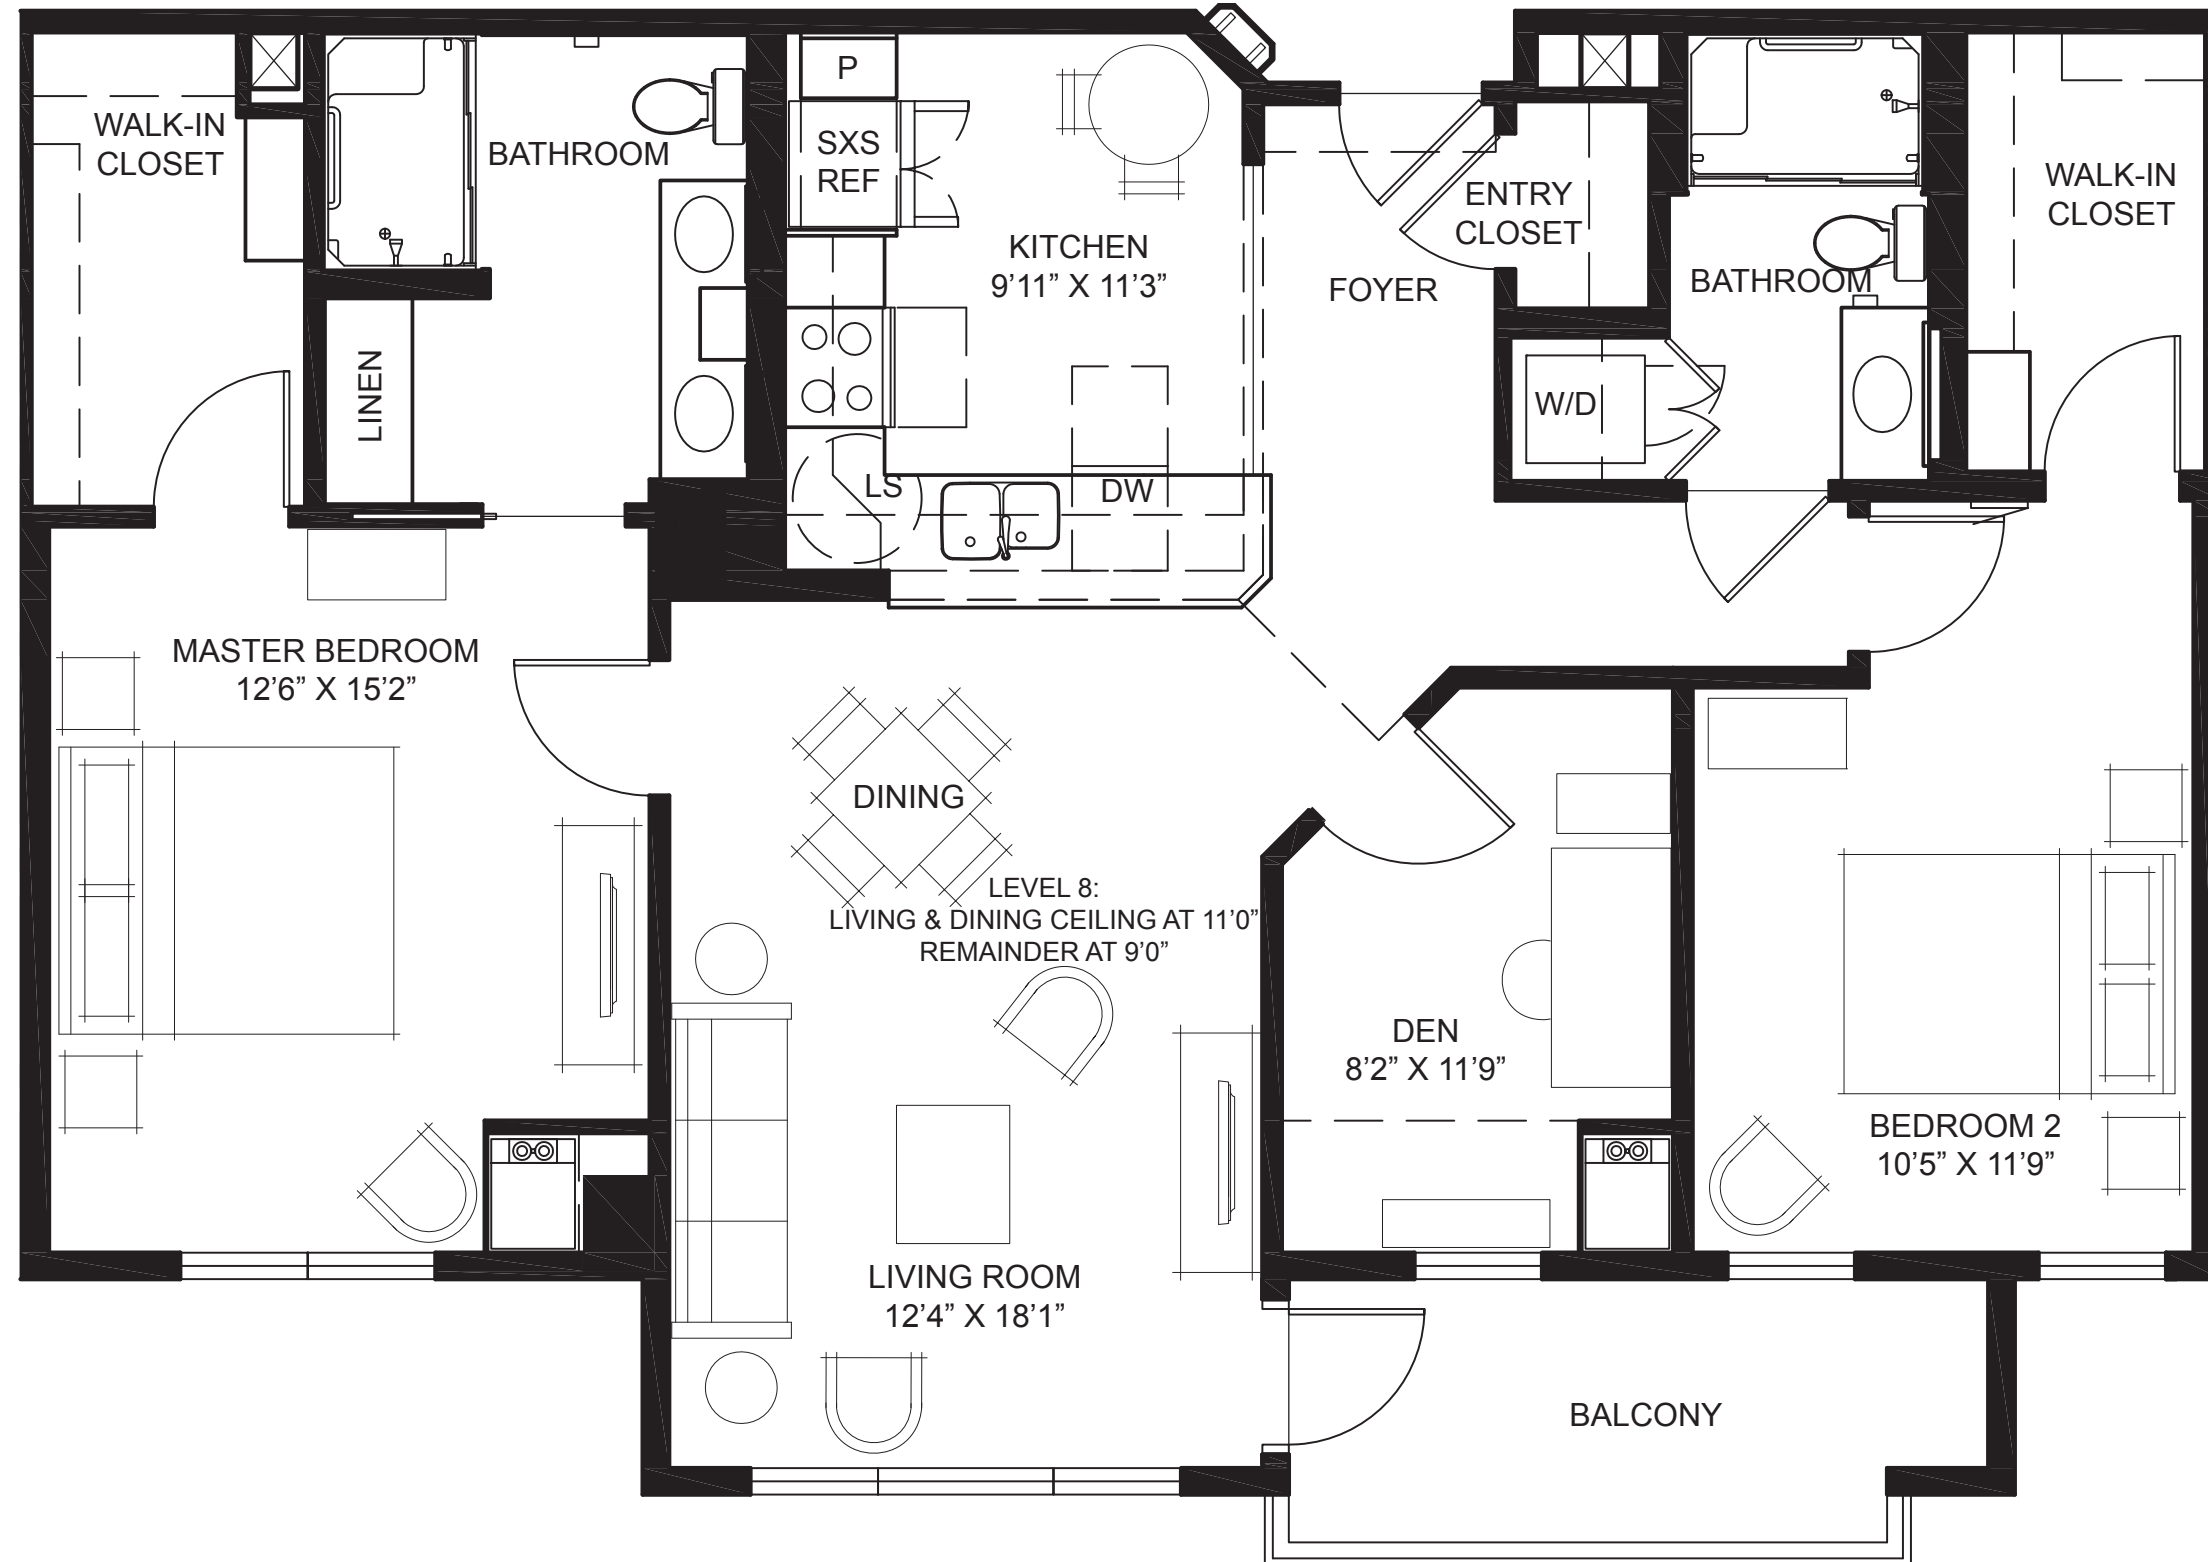 WALK-IN
CLOSET
BATHROOM
LINEN
P
SXS
REF
KITCHEN
9’11” X 11’3”
LS
DW
FOYER
ENTRY
CLOSET
W/D
BATHROOM
WALK-IN
CLOSET
MASTER BEDROOM
12’6” X 15’2”
DINING
LEVEL 8:
LIVING & DINING CEILING AT 11’0”
REMAINDER AT 9’0”
DEN
8’2” X 11’9”
BEDROOM 2
10’5” X 11’9”
LIVING ROOM
12’4” X 18’1”
BALCONY